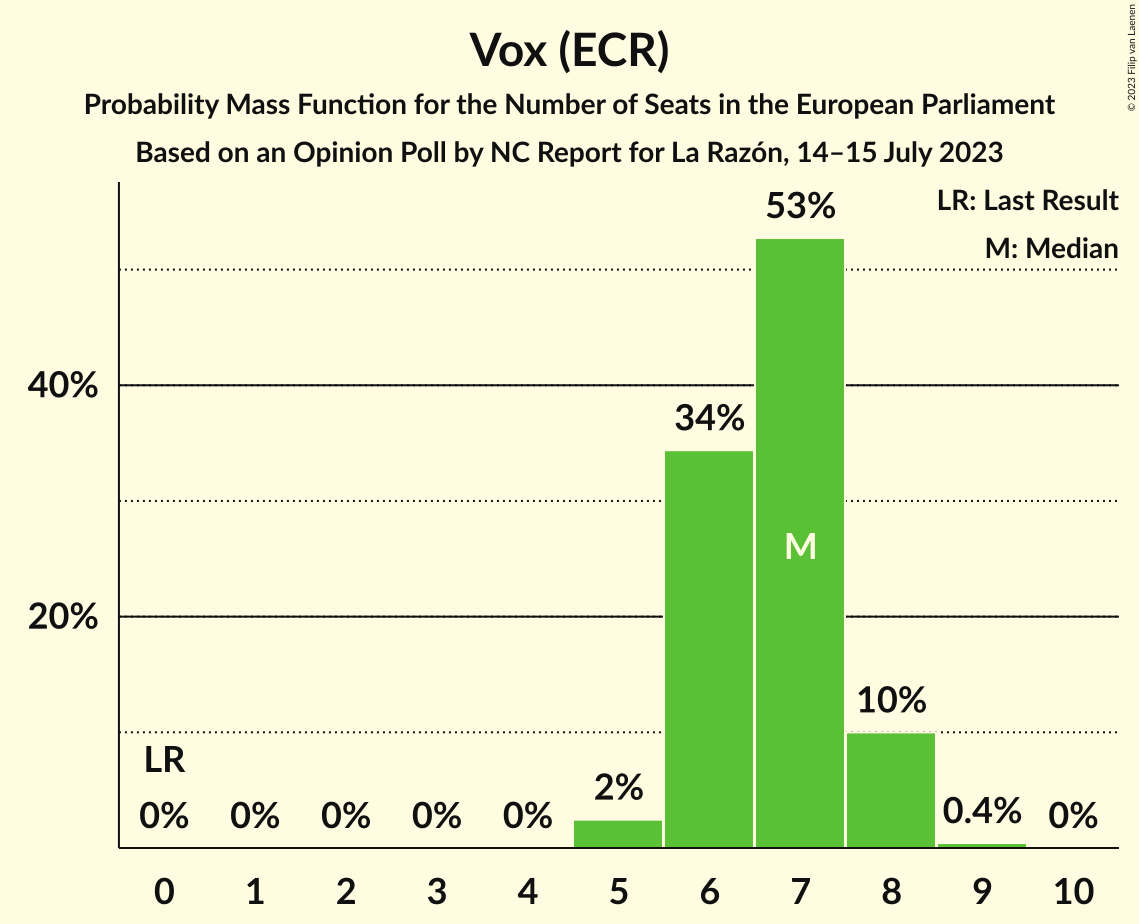 Vox (ECR)
Probability Mass Function for the Number of Seats in the European Parliament
Based on an Opinion Poll by NC Report for La Razón, 14–15 July 2023
© 2023 Filip van Laenen
LR: Last Result
M: Median
53%
40%
34%
M
20%
10%
LR
2%
0% 0% 0% 0% 0% 0.4% 0%
0 1 2 3 4 5 6 7 8 9 10